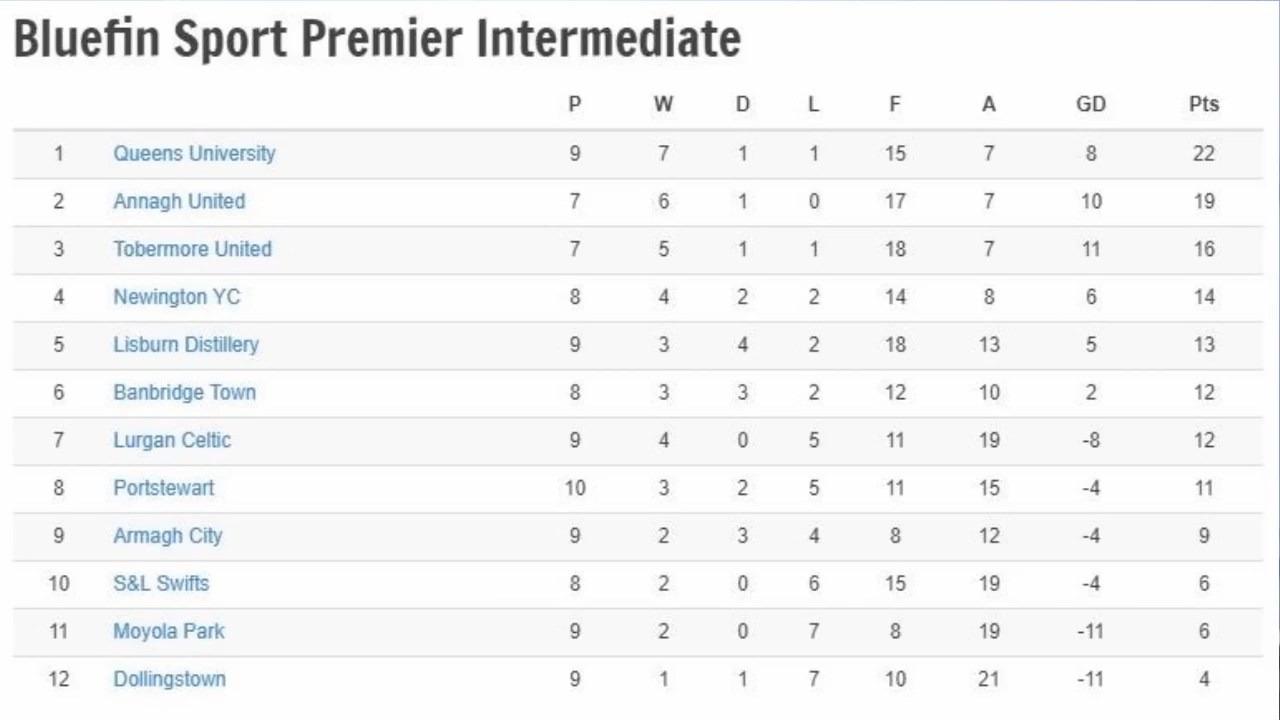 Bluefin Sport Premier Intermediate
P W D L F A GD Pts
1 Queens University 9 7 1 1 15 7 8 22
2 Annagh United 7 6 1 0 17 7 10 19
3 Tobermore United 7 5 1 1 18 7 11 16
4 Newington YC 8 4 2 2 14 8 6 14
5 Lisburn Distillery 9 3 4 2 18 13 5 13
6 Banbridge Town 8 3 3 2 12 10 2 12
7 Lurgan Celtic 9 4 0 5 11 19 -8 12
8 Portstewart 10 3 2 5 11 15 -4 11
9 Armagh City 9 2 3 4 8 12 -4 9
10 S&L Swifts 8 2 0 6 15 19 -4 6
11 Moyola Park 9 2 0 7 8 19 -11 6
12 Dollingstown 9 1 1 7 10 21 -11 4